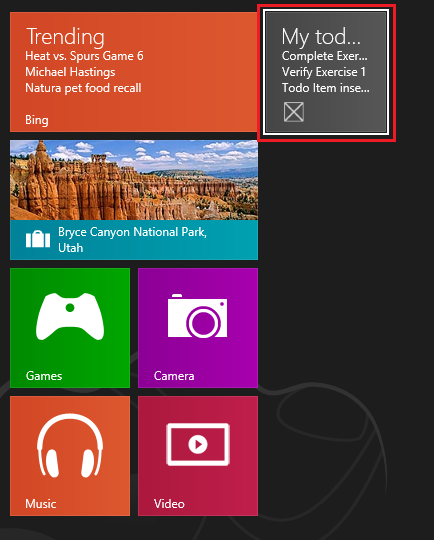 Trending
Heat vs. Spurs Game 6
Michael Hastings
Natura pet food recall
Bing
My tod...
Complete Exer...
Verify Exercise 1
Todo Item inse...
Bryce Canyon National Park,
Utah
Games
Camera
Music
Video